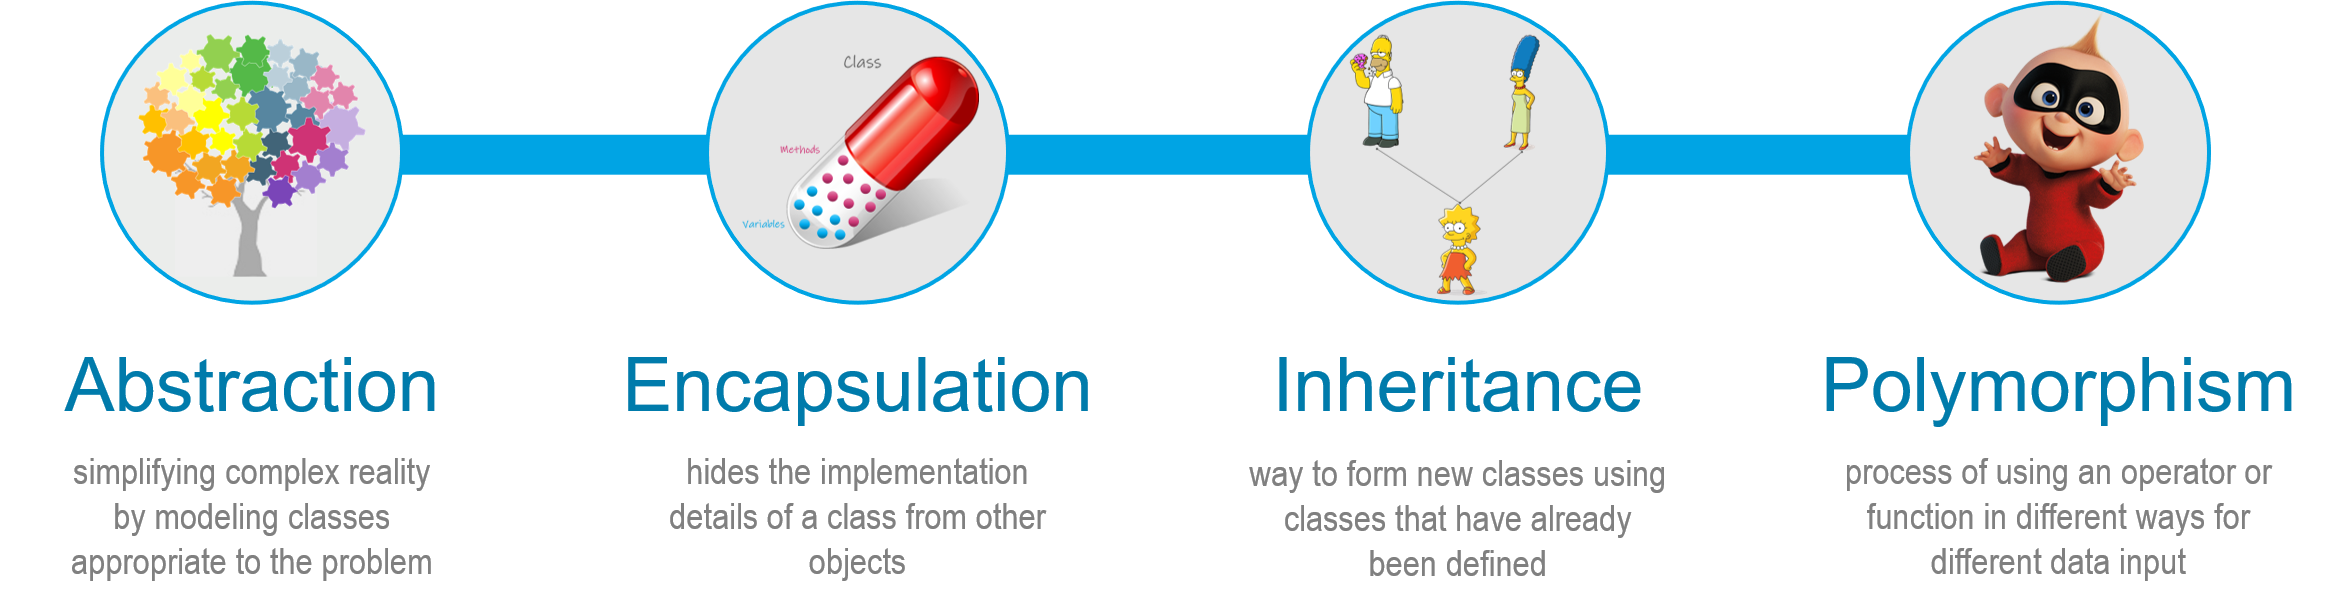 Class
Methods
Variables
Abstraction
simplifying complex reality
by modeling classes
appropriate to the problem
Encapsulation
hides the implementation
details of a class from other
objects
Inheritance
way to form new classes using
classes that have already
been defined
Polymorphism
process of using an operator or
function in different ways for
different data input